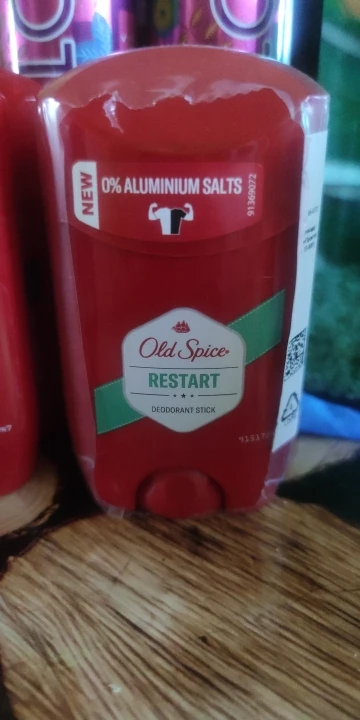 NEW
0% ALUMINIUM SALTS
91369072
Old Spice
RESTART
DEODORANT STICK